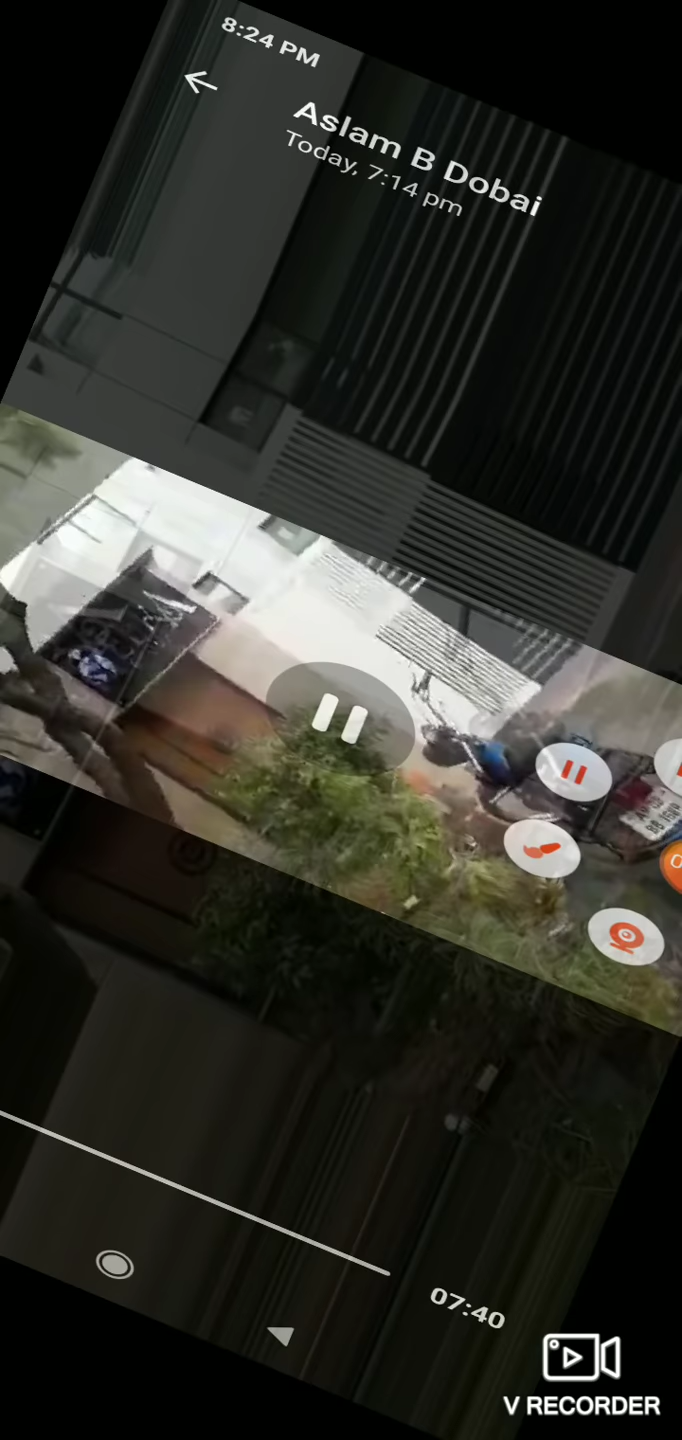 8:24 PM
Aslam B Dobai
Today, 7:14 pm
07:40
V RECORDER